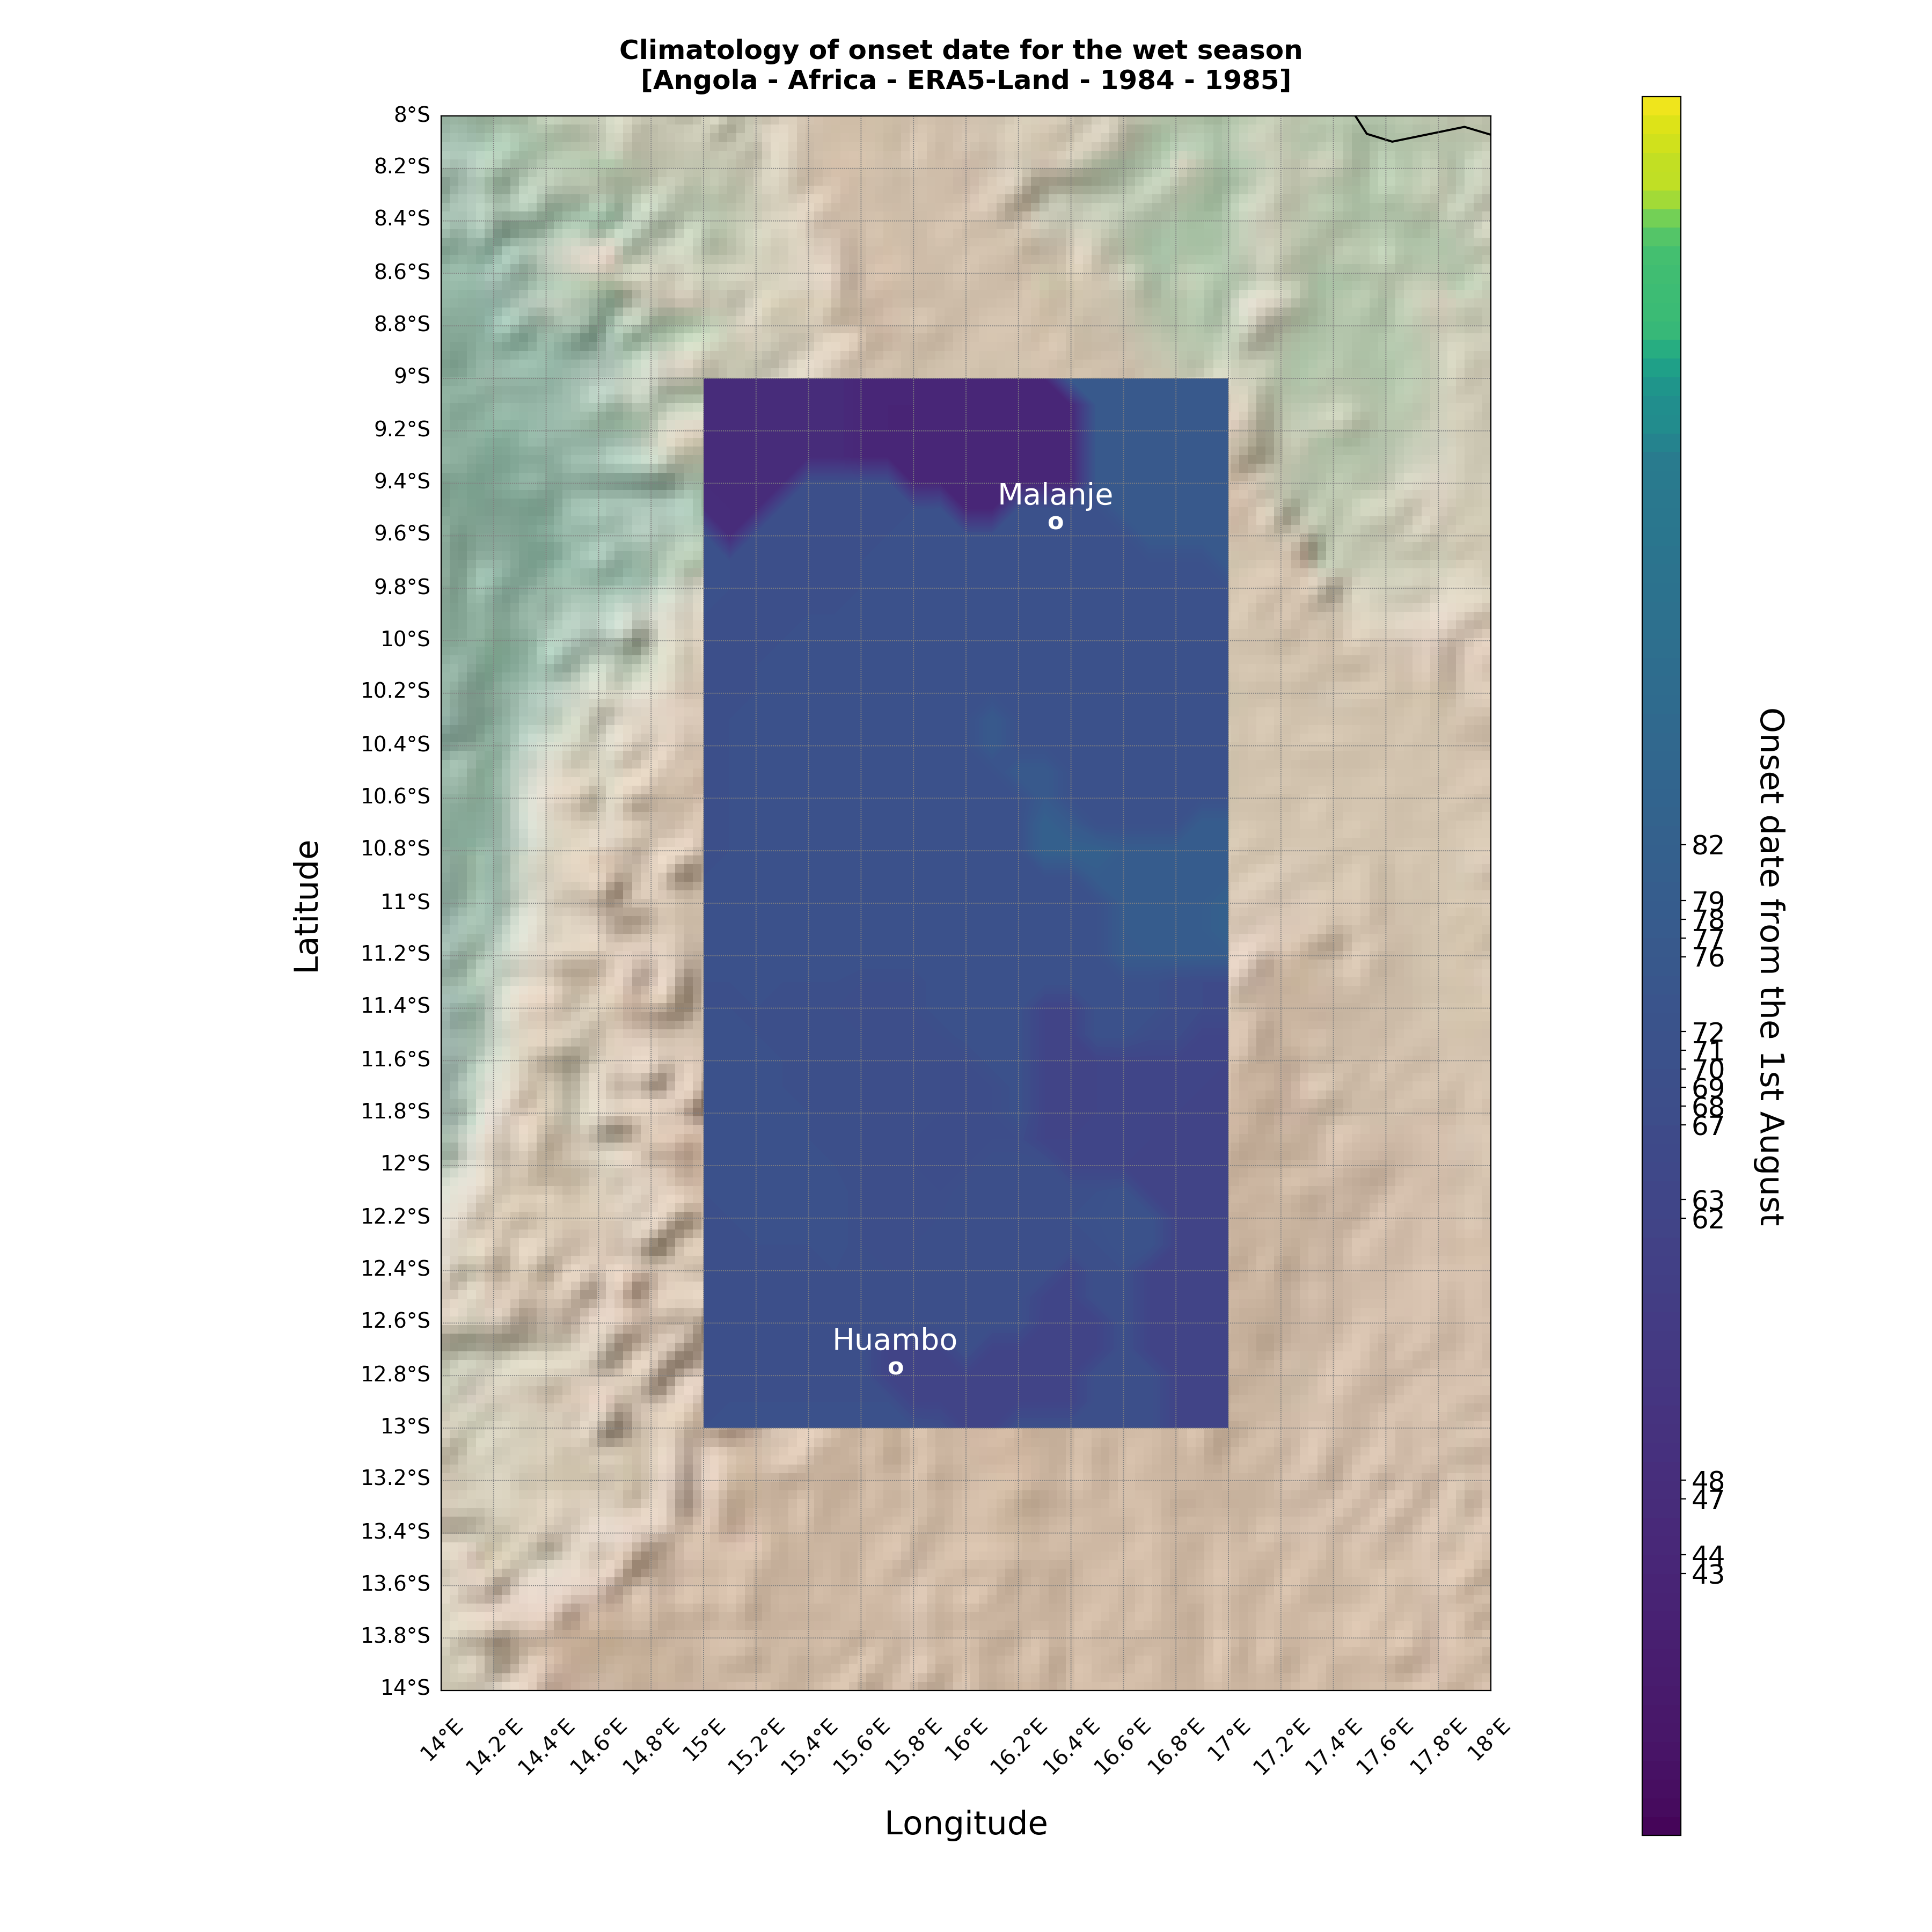 Climatology of onset date for the wet season
[Angola - Africa - ERA5-Land - 1984 - 1985]
8°S
8.2°S
8.4°S
8.6°S
8.8°S
9°S
9.2°S
9.4°S
9.6°S
9.8°S
10°S
10.2°S
10.4°S
10.6°S
10.8°S
11°S
11.2°S
11.4°S
11.6°S
11.8°S
12°S
12.2°S
12.4°S
12.6°S
12.8°S
13°S
13.2°S
13.4°S
13.6°S
13.8°S
14°S
Latitude
Malanje
Huambo
14°E
14.2°E
14.4°E
14.6°E
14.8°E
15°E
15.2°E
15.4°E
15.6°E
15.8°E
16°E
16.2°E
16.4°E
16.6°E
16.8°E
17°E
17.2°E
17.4°E
17.6°E
17.8°E
18°E
Longitude
82
79
78
77
76
72
71
70
69
68
67
63
62
48
47
44
43
Onset date from the 1st August